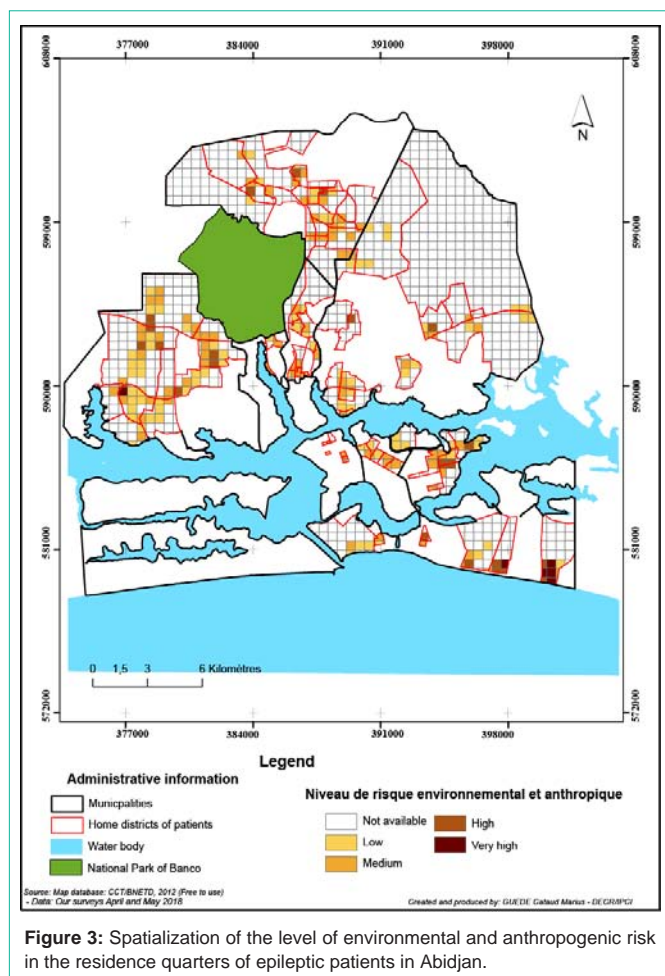 377000 384000 391000 398000
608000 608000
N
599000 599000
590000 590000
581000 581000
0 1,5 3 6 Kilomètres
572000 572000
377000 384000 391000 398000
Legend
Administrative information
Municpalities
Home districts of patients
Water body
National Park of Banco
Niveau de risque environnemental et anthropique
Not available
Low
Medium
High
Very high
Source: Map database: CCT/BNETD, 2012 (Free to use)
- Data: Our surveys April and May 2018
Created and produced by: GUEDE Cataud Marius - DEGR/IPCI
Figure 3: Spatialization of the level of environmental and anthropogenic risk
in the residence quarters of epileptic patients in Abidjan.